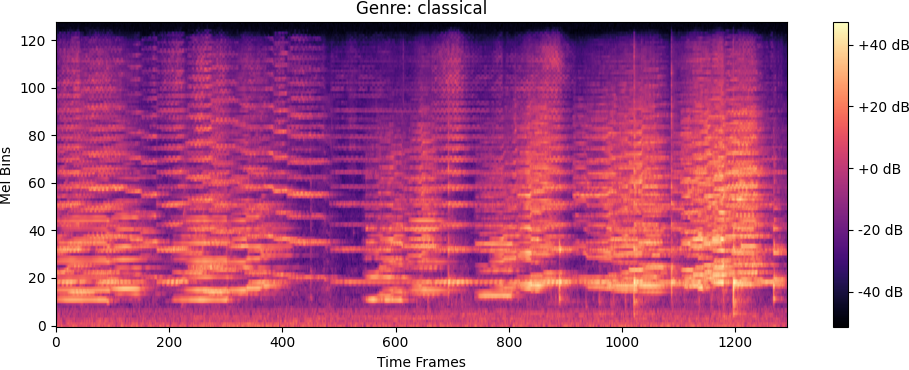 Genre: classical
120
100
80
60
40
20
0
Mel Bins
0 200 400 600 800 1000 1200
Time Frames
+40 dB
+20 dB
+0 dB
-20 dB
-40 dB